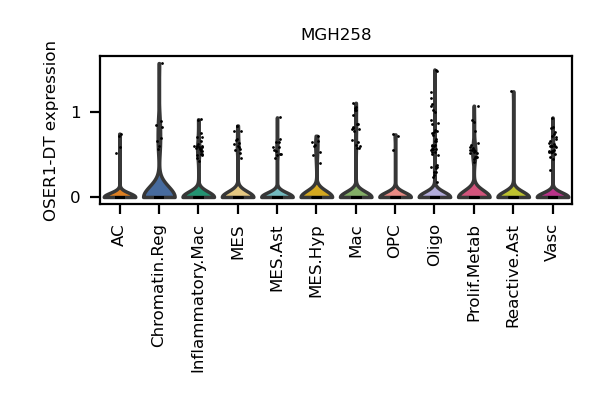 MGH258
OSER1-DT expression
1
0
AC
Chromatin.Reg
Inflammatory.Mac
MES
MES.Ast
MES.Hyp
Mac
OPC
Oligo
Prolif.Metab
Reactive.Ast
Vasc